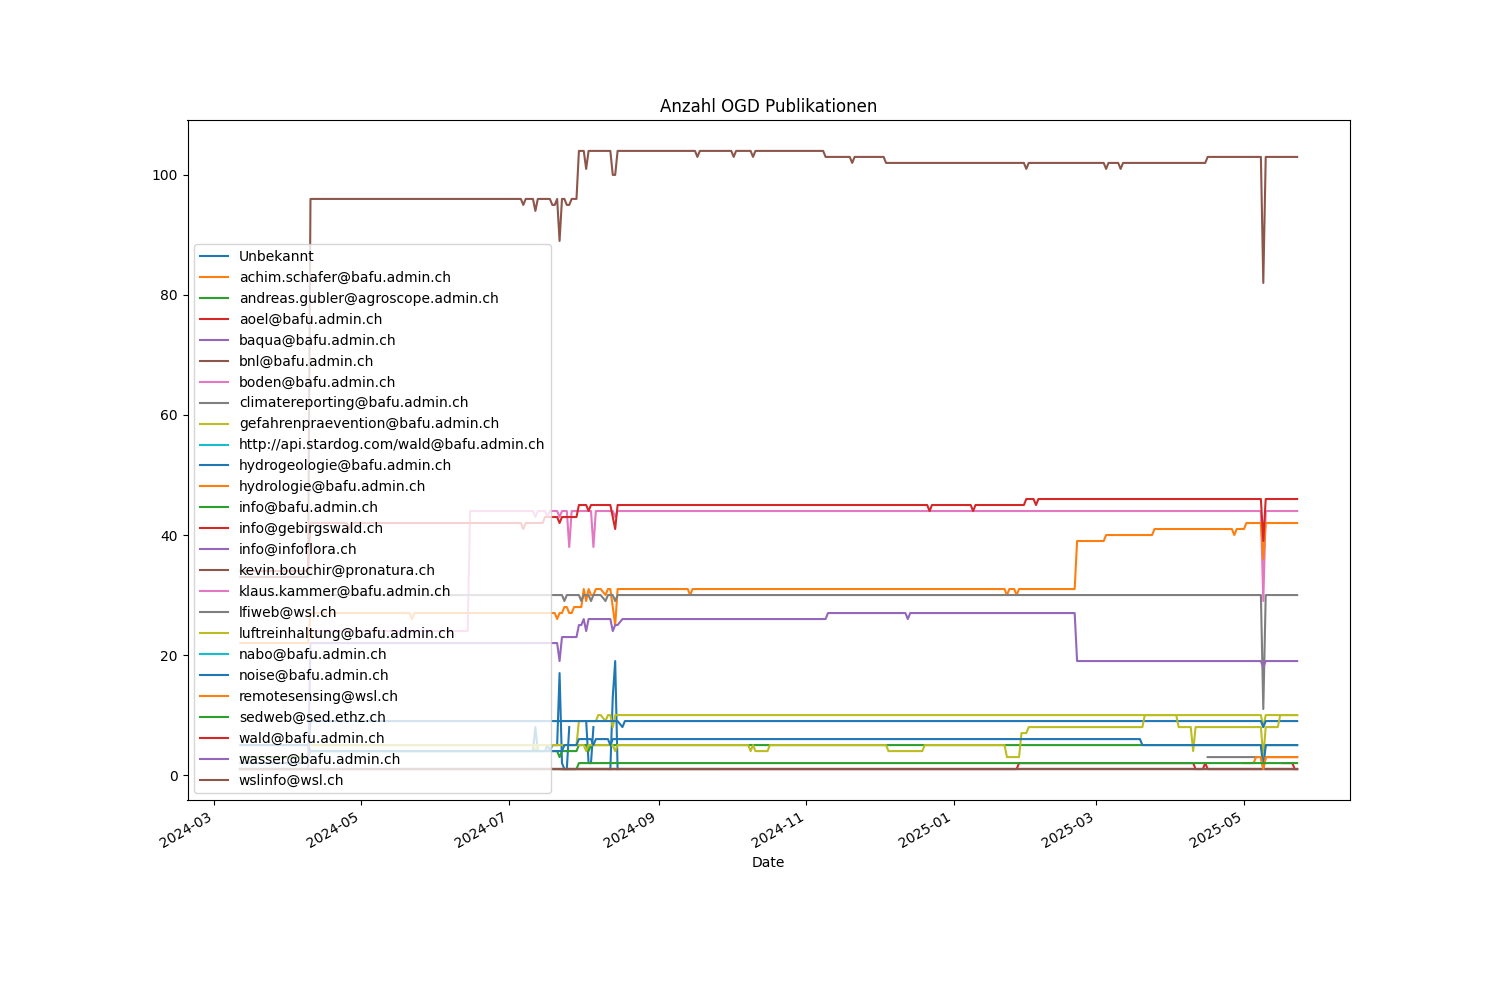 Anzahl OGD Publikationen
100
80
60
40
20
0
Unbekannt
achim.schafer@bafu.admin.ch
andreas.gubler@agroscope.admin.ch
aoel@bafu.admin.ch
baqua@bafu.admin.ch
bnl@bafu.admin.ch
boden@bafu.admin.ch
climatereporting@bafu.admin.ch
gefahrenpraevention@bafu.admin.ch
http://api.stardog.com/wald@bafu.admin.ch
hydrogeologie@bafu.admin.ch
hydrologie@bafu.admin.ch
info@bafu.admin.ch
info@gebirgswald.ch
info@infoflora.ch
kevin.bouchir@pronatura.ch
klaus.kammer@bafu.admin.ch
lfiweb@wsl.ch
luftreinhaltung@bafu.admin.ch
nabo@bafu.admin.ch
noise@bafu.admin.ch
remotesensing@wsl.ch
sedweb@sed.ethz.ch
wald@bafu.admin.ch
wasser@bafu.admin.ch
wslinfo@wsl.ch
2024-03
2024-05
2024-07
2024-09
2024-11
2025-01
2025-03
2025-05
Date